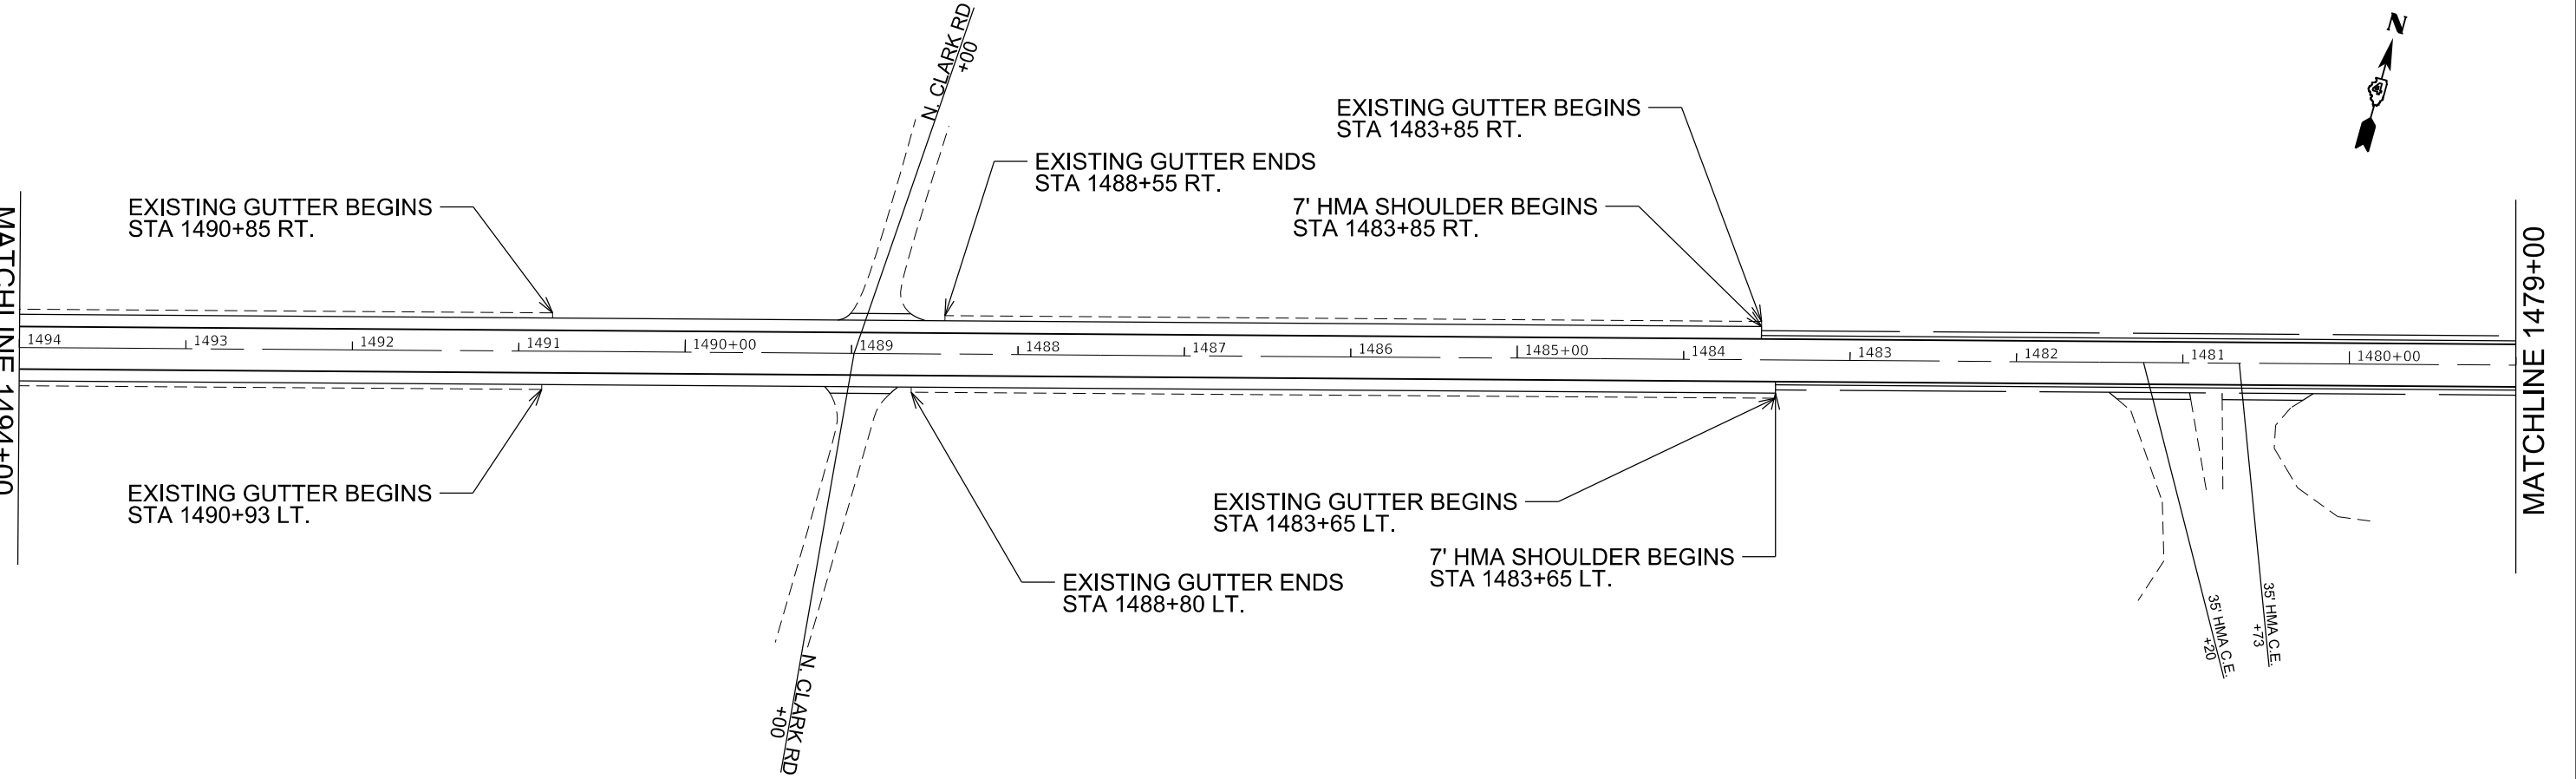 N
N. CLARK RD
+00
EXISTING GUTTER BEGINS
STA 1483+85 RT.
EXISTING GUTTER ENDS
STA 1488+55 RT.
7' HMA SHOULDER BEGINS
STA 1483+85 RT.
EXISTING GUTTER BEGINS
STA 1490+85 RT.
MATCHLINE 1494+00
MATCHLINE 1479+00
1494
1493
1492
1491
1490+00
1489
1488
1487
1486
1485+00
1484
1483
1482
1481
1480+00
EXISTING GUTTER BEGINS
STA 1490+93 LT.
EXISTING GUTTER BEGINS
STA 1483+65 LT.
7' HMA SHOULDER BEGINS
STA 1483+65 LT.
EXISTING GUTTER ENDS
STA 1488+80 LT.
35' HMA C.E.
+20
35' HMA C.E.
+73
N. CLARK RD
+00